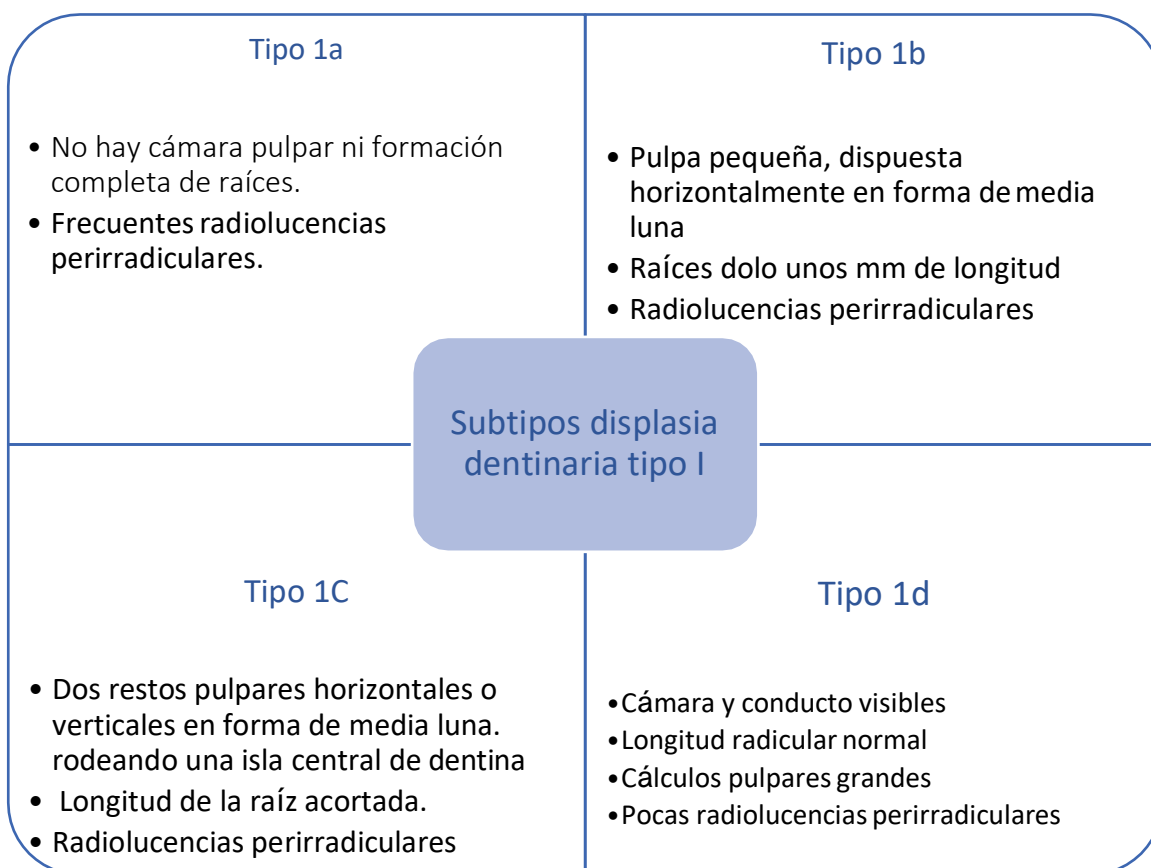 Tipo 1a
• No hay cámara pulpar ni formación
completa de raíces.
• Frecuentes radiolucencias
perirradiculares.
Tipo 1b
• Pulpa pequeña, dispuesta
horizontalmente en forma de media
luna
• Raíces dolo unos mm de longitud
• Radiolucencias perirradiculares
Subtipos displasia
dentinaria tipo I
Tipo 1C
• Dos restos pulpares horizontales o
verticales en forma de media luna.
rodeando una isla central de dentina
• Longitud de la raíz acortada.
• Radiolucencias perirradiculares
Tipo 1d
•Cámara y conducto visibles
•Longitud radicular normal
•Cálculos pulpares grandes
•Pocas radiolucencias perirradiculares